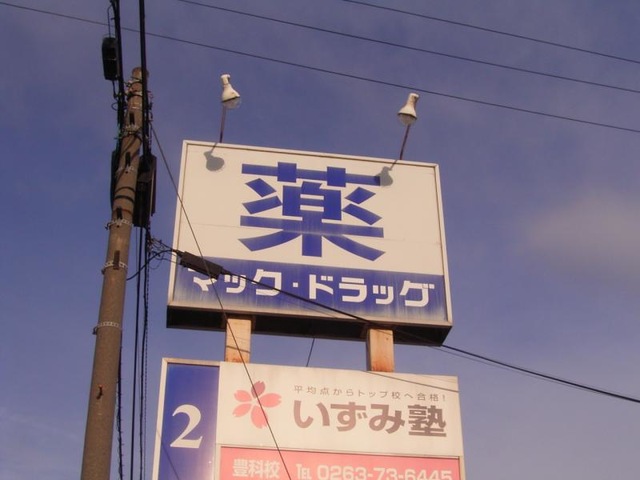 薬
マック・ドラッグ
平均点からトップ校へ合格!
いずみ塾
2
豊科校 TEL 0263-73-6445